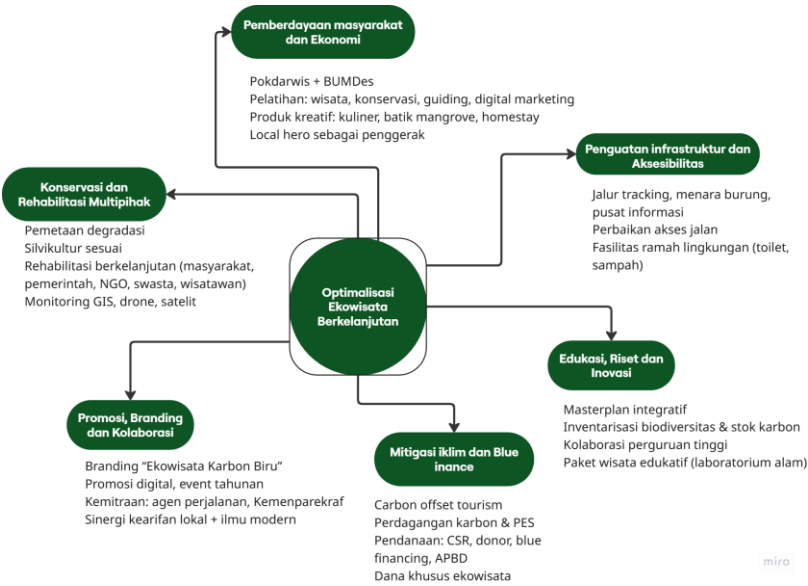 Pemberdayaan masyarakat
dan Ekonomi
Pokdarwis + BUMDes
Pelatihan: wisata, konservasi, guiding, digital marketing
Produk kreatif: kuliner, batik mangrove, homestay
Local hero sebagai penggerak
Penguatan infrastruktur dan
Aksesibilitas
Jalur tracking, menara burung,
pusat informasi
Perbaikan akses jalan
Fasilitas ramah lingkungan (toilet,
sampah)
Konservasi dan
Rehabilitasi Multipihak
Pemetaan degradasi
Silvikultur sesuai
Rehabilitasi berkelanjutan (masyarakat,
pemerintah, NGO, swasta, wisatawan)
Monitoring GIS, drone, satelit
Optimalisasi
Ekowisata
Berkelanjutan
Edukasi, Riset dan
Inovasi
Masterplan integratif
Inventarisasi biodiversitas & stok karbon
Kolaborasi perguruan tinggi
Paket wisata edukatif (laboratorium alam)
Promosi, Branding
dan Kolaborasi
Branding “Ekowisata Karbon Biru”
Promosi digital, event tahunan
Kemitraan: agen perjalanan, Kemenparekraf
Sinergi kearifan lokal + ilmu modern
Mitigasi iklim dan Blue
inance
Carbon offset tourism
Perdagangan karbon & PES
Pendanaan: CSR, donor, blue
financing, APBD
Dana khusus ekowisata
miro